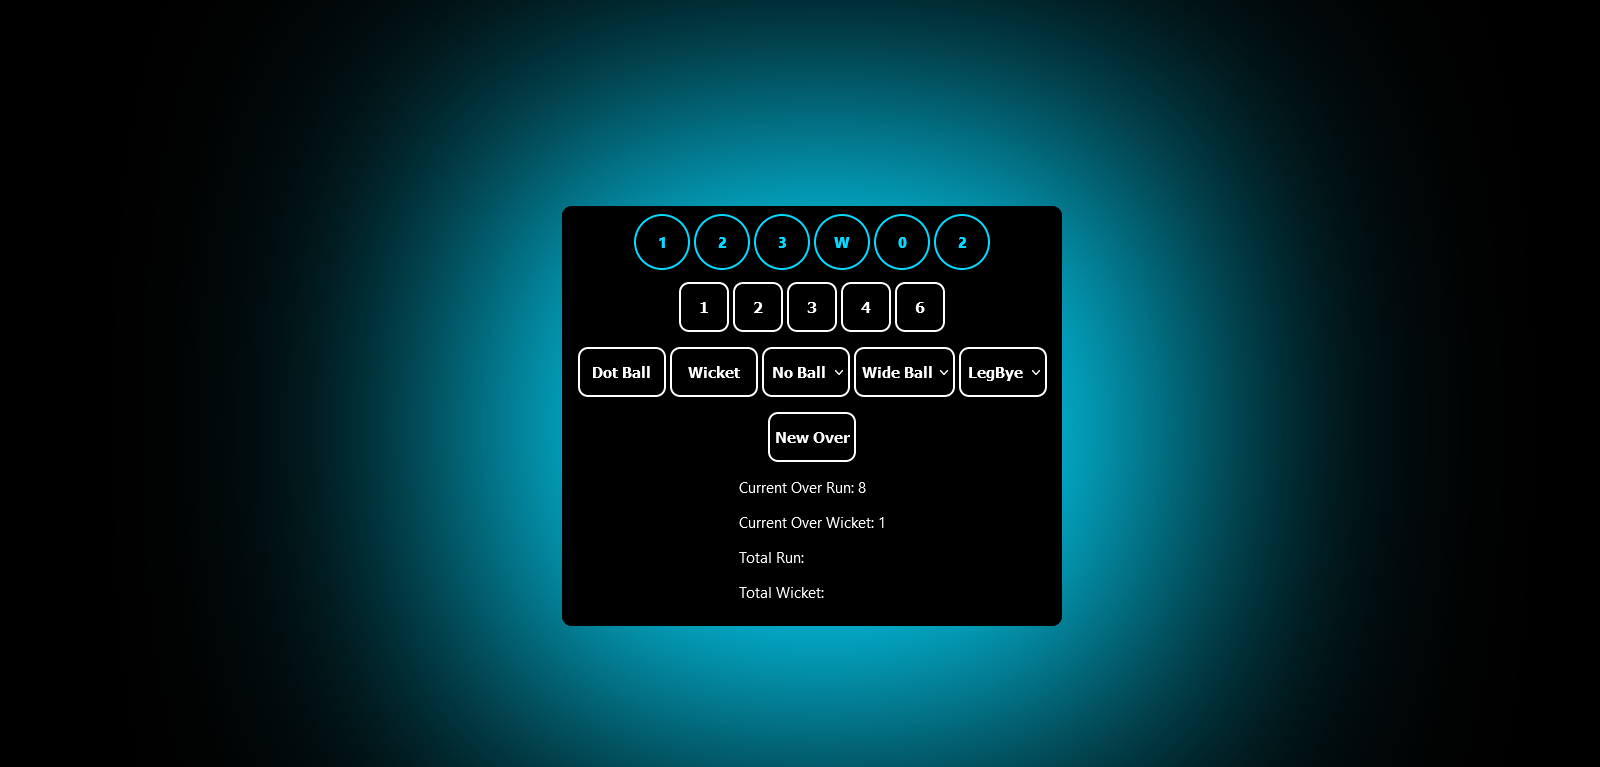 1 2 3 W 0 2
1 2 3 4 6
Dot Ball Wicket No Ball Wide Ball LegBye
New Over
Current Over Run: 8
Current Over Wicket: 1
Total Run:
Total Wicket: